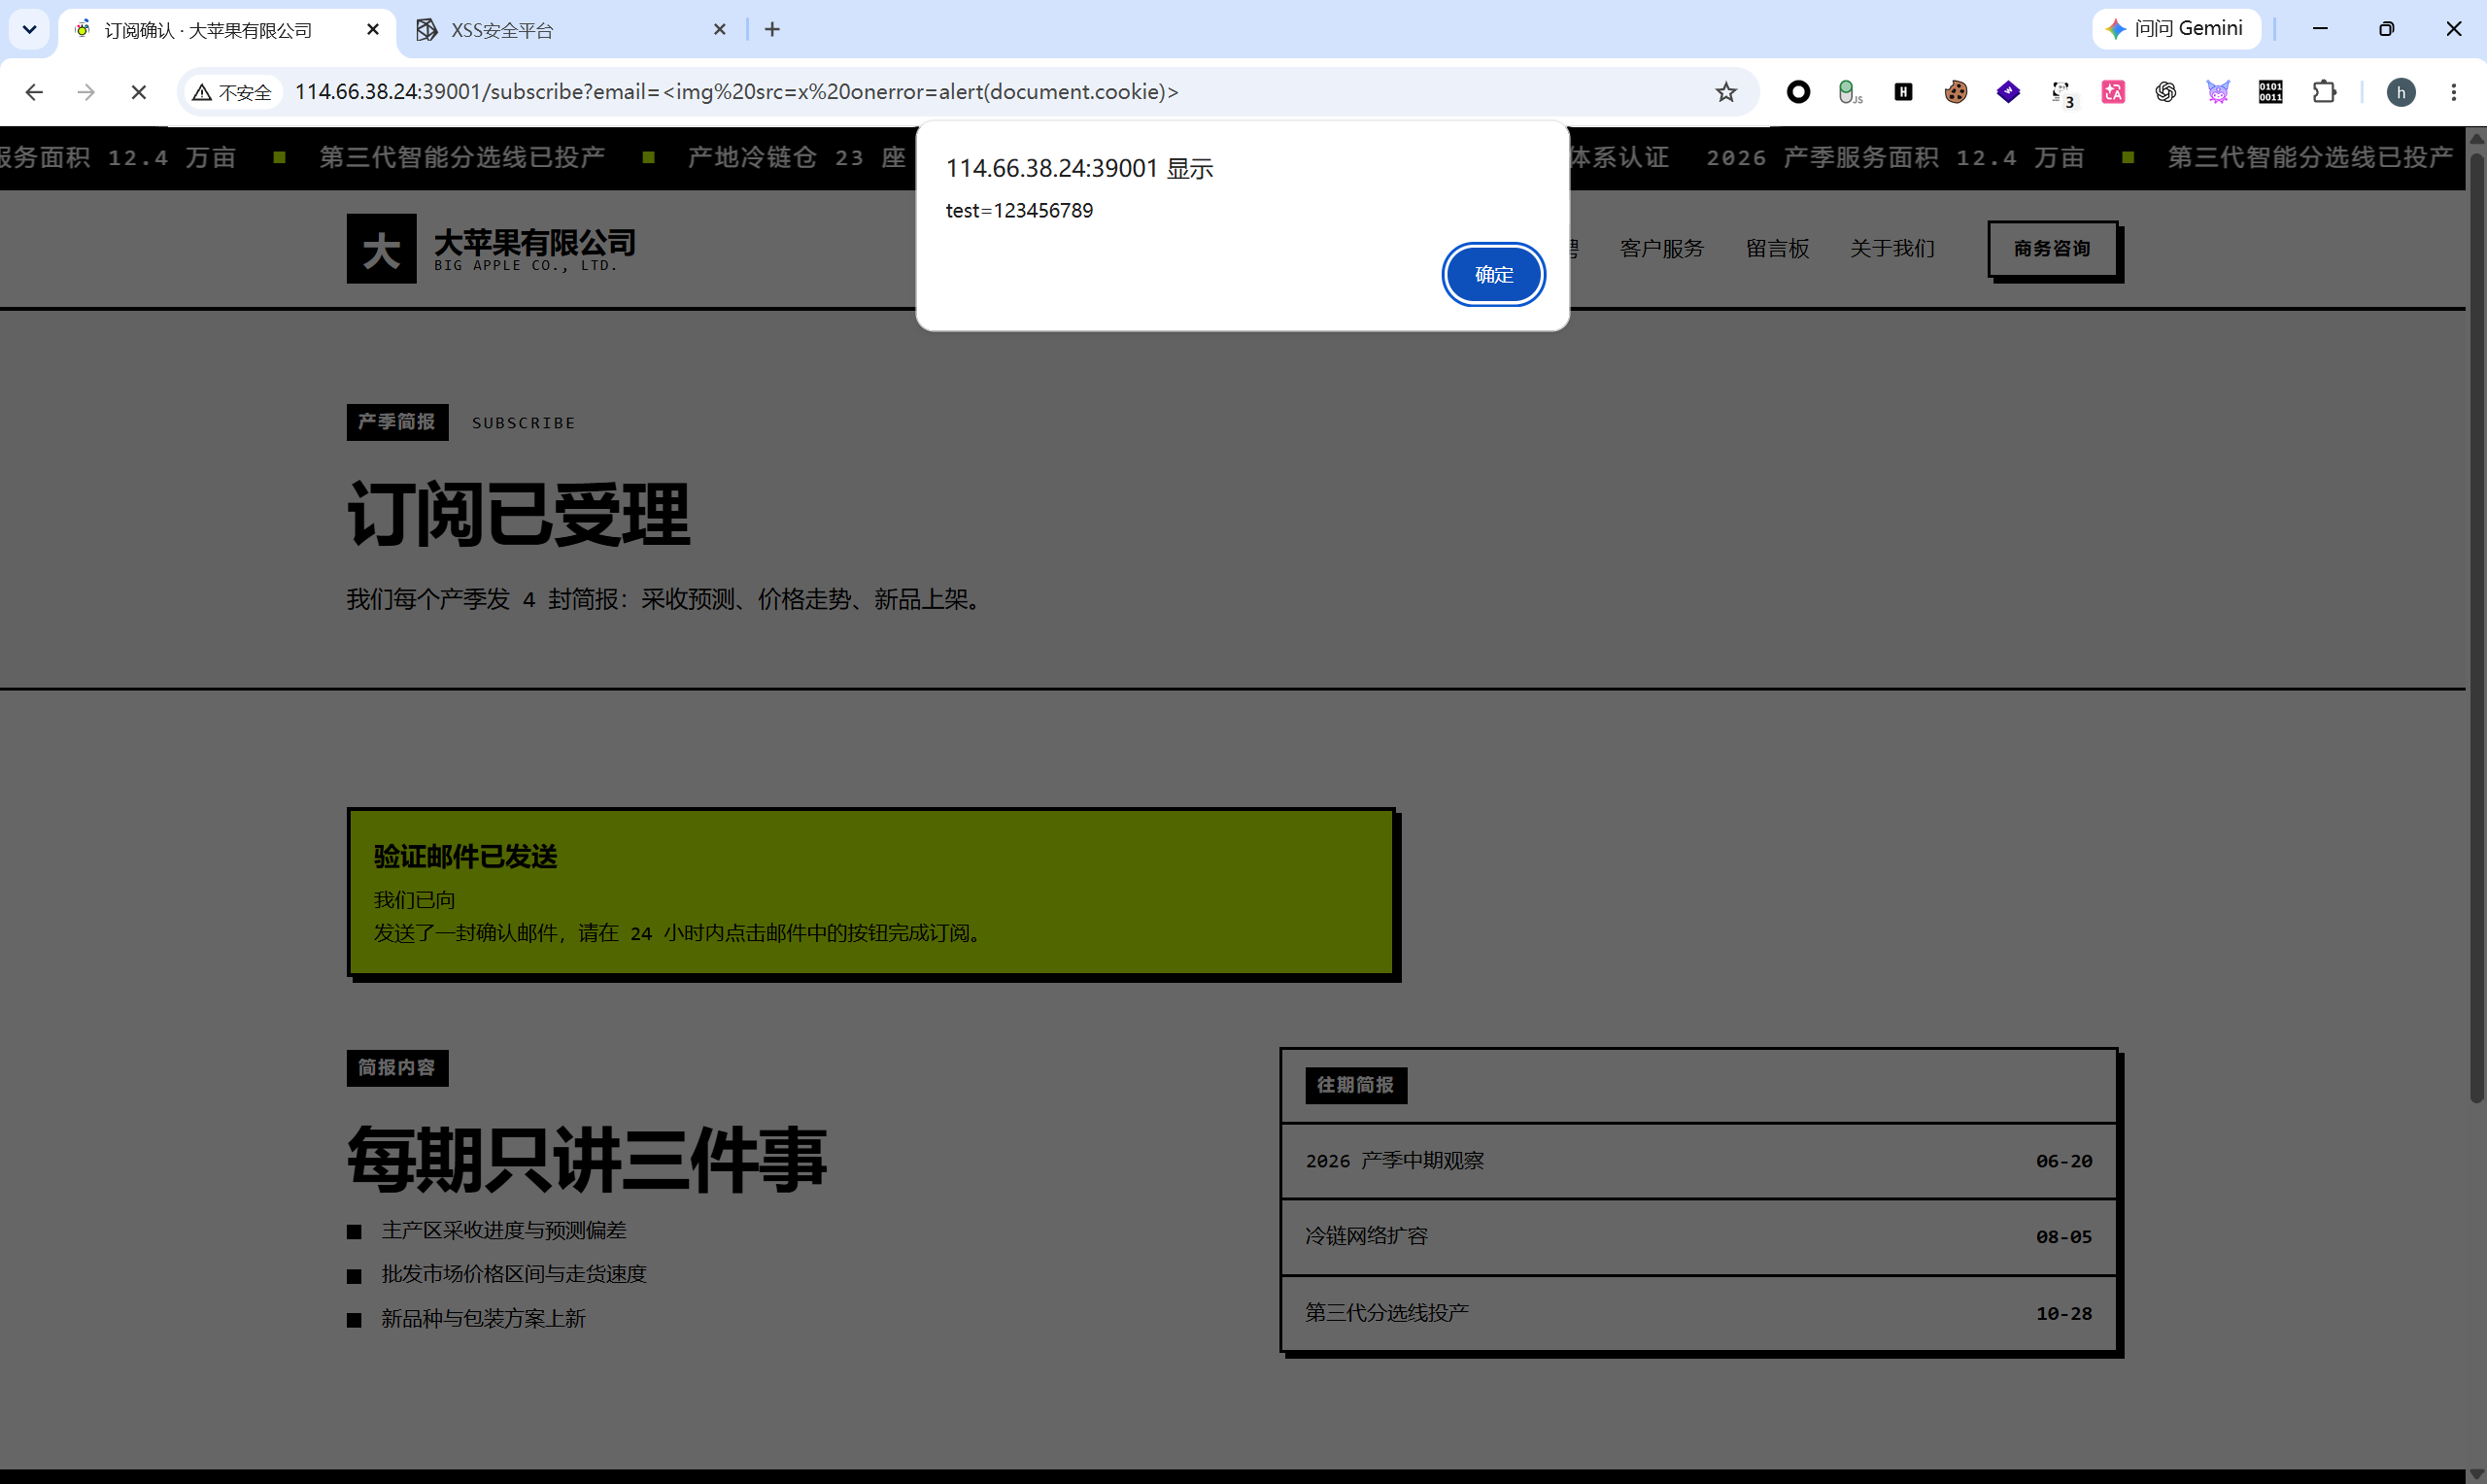 订阅确认 · 大苹果有限公司
XSS安全平台
问问 Gemini
不安全
114.66.38.24:39001/subscribe?email=<img%20src=x%20onerror=alert(document.cookie)>
JS
H
3
0101
0011
h
服务面积 12.4 万亩 ■ 第三代智能分选线已投产 ■ 产地冷链仓 23 座
体系认证 2026 产季服务面积 12.4 万亩 ■ 第三代智能分选线已投产
114.66.38.24:39001 显示
test=123456789
确定
大
大苹果有限公司
BIG APPLE CO., LTD.
聘
客户服务
留言板
关于我们
商务咨询
产季简报
SUBSCRIBE
订阅已受理
我们每个产季发 4 封简报：采收预测、价格走势、新品上架。
验证邮件已发送
我们已向
发送了一封确认邮件，请在 24 小时内点击邮件中的按钮完成订阅。
简报内容
每期只讲三件事
主产区采收进度与预测偏差
批发市场价格区间与走货速度
新品种与包装方案上新
往期简报
2026 产季中期观察 06-20
冷链网络扩容 08-05
第三代分选线投产 10-28